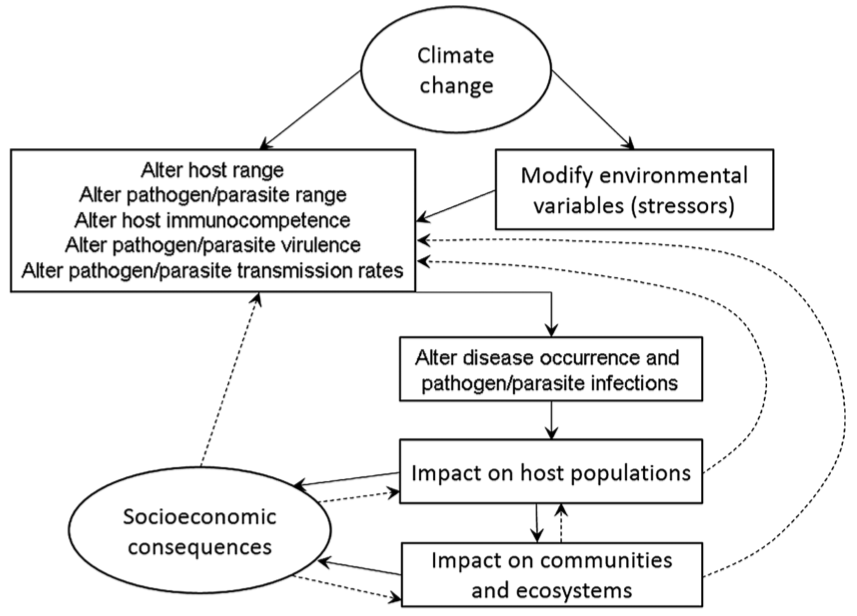 Climate
change
Alter host range
Alter pathogen/parasite range
Alter host immunocompetence
Alter pathogen/parasite virulence
Alter pathogen/parasite transmission rates
Modify environmental
variables (stressors)
Alter disease occurrence and
pathogen/parasite infections
Impact on host populations
Socioeconomic
consequences
Impact on communities
and ecosystems